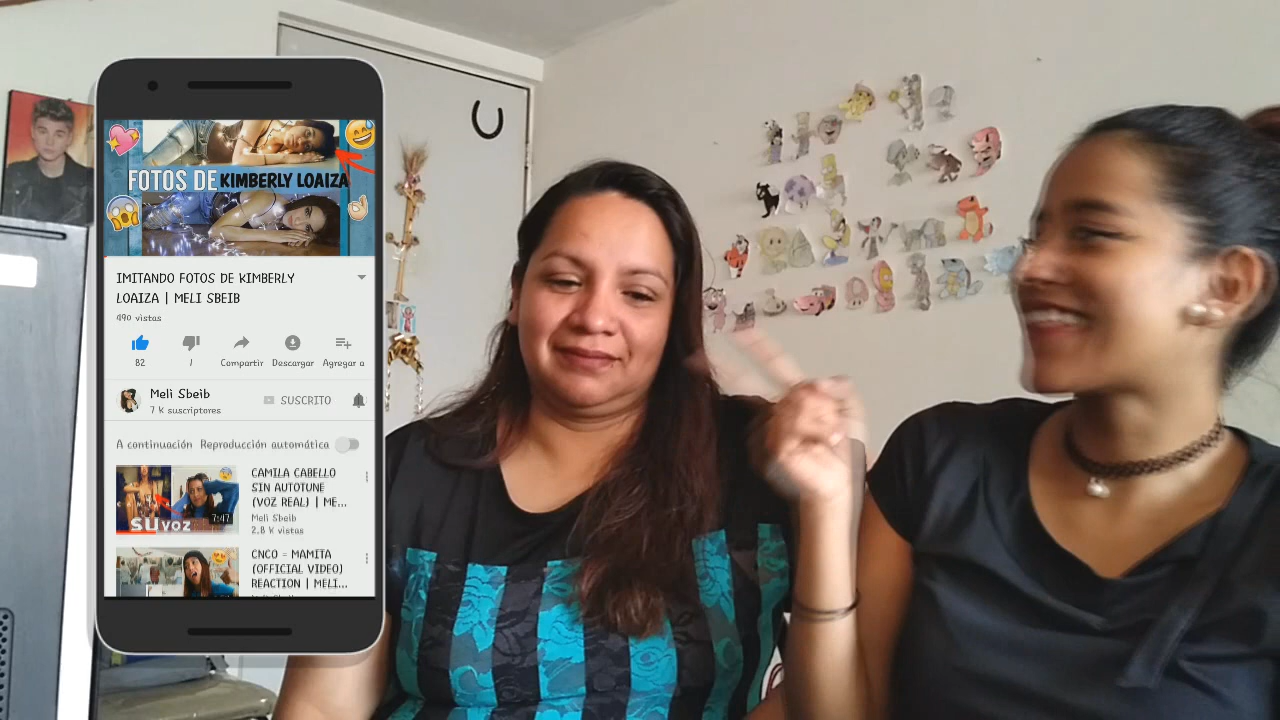 FOTOS DE KIMBERLY LOAIZA
IMITANDO FOTOS DE KIMBERLY
LOAIZA | MELI SBEIB
490 vistas
82
1
Compartir
Descargar
Agregar a
Meli Sbeib
7 K suscriptores
SUSCRITO
A continuación
Reproducción automática
CAMILA CABELLO
SIN AUTOTUNE
(VOZ REAL) | ME...
Meli Sbeib
2,8 K vistas
SU VOZ
7:47
CNCO - MAMITA
(OFFICIAL VIDEO)
REACTION | MELI...